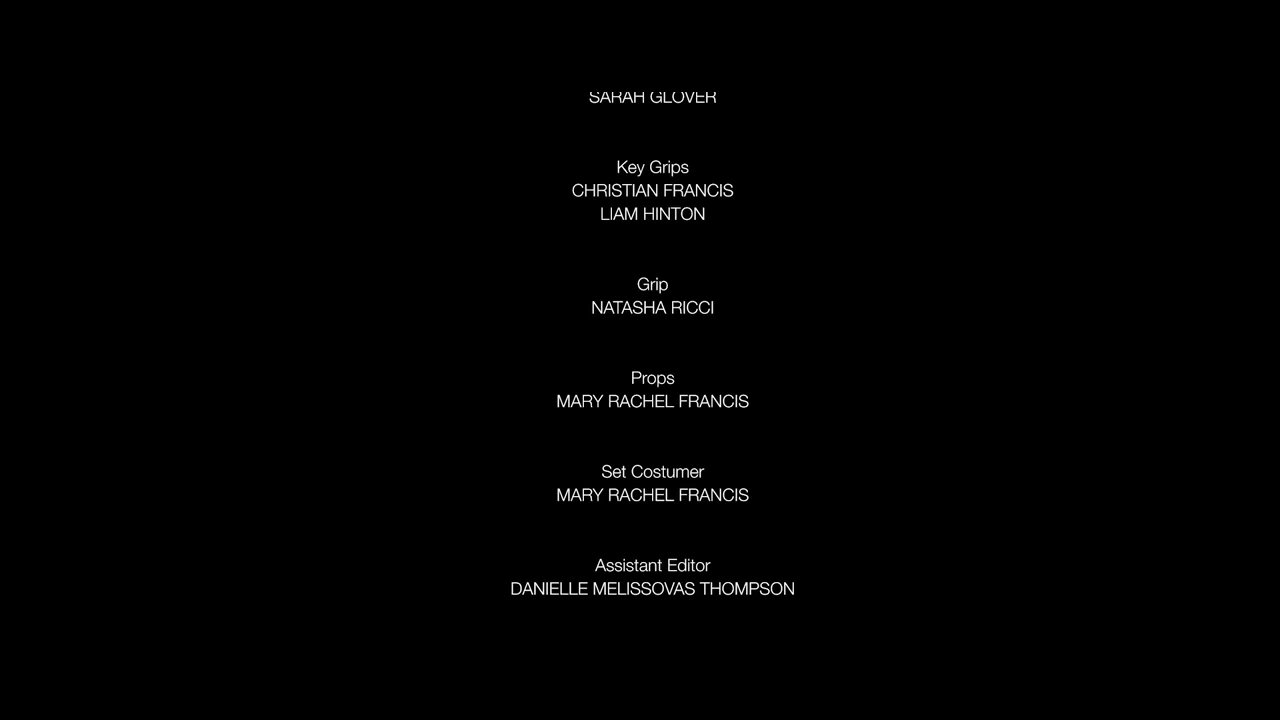 SARAH GLOVER
Key Grips
CHRISTIAN FRANCIS
LIAM HINTON
Grip
NATASHA RICCI
Props
MARY RACHEL FRANCIS
Set Costumer
MARY RACHEL FRANCIS
Assistant Editor
DANIELLE MELISSOVAS THOMPSON